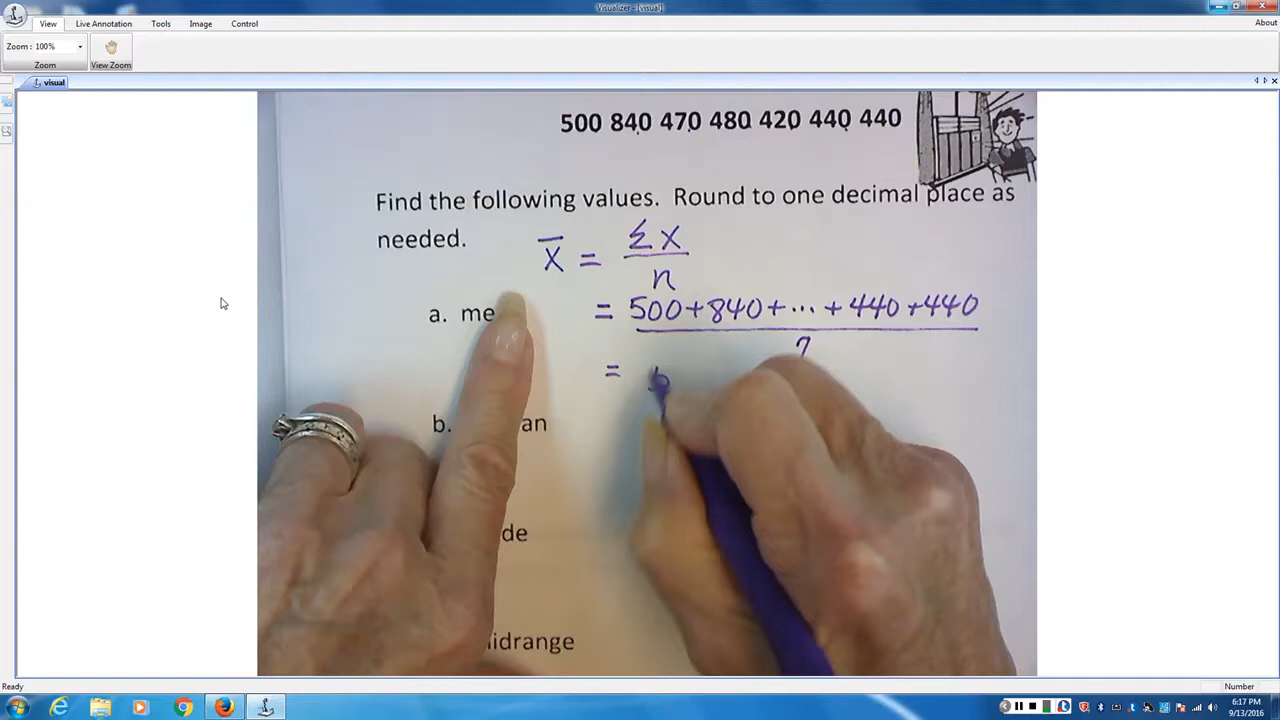 Visualizer - [visual]
View Live Annotation Tools Image Control About
Zoom : 100%
View Zoom
Zoom
visual
500 840 470 480 420 440 440
Find the following values. Round to one decimal place as
needed.
x̄ = Σx
n
a. me
= 500+840+...+440+440
7
=
b. an
de
idrange
Ready Number
6:17 PM
9/13/2016